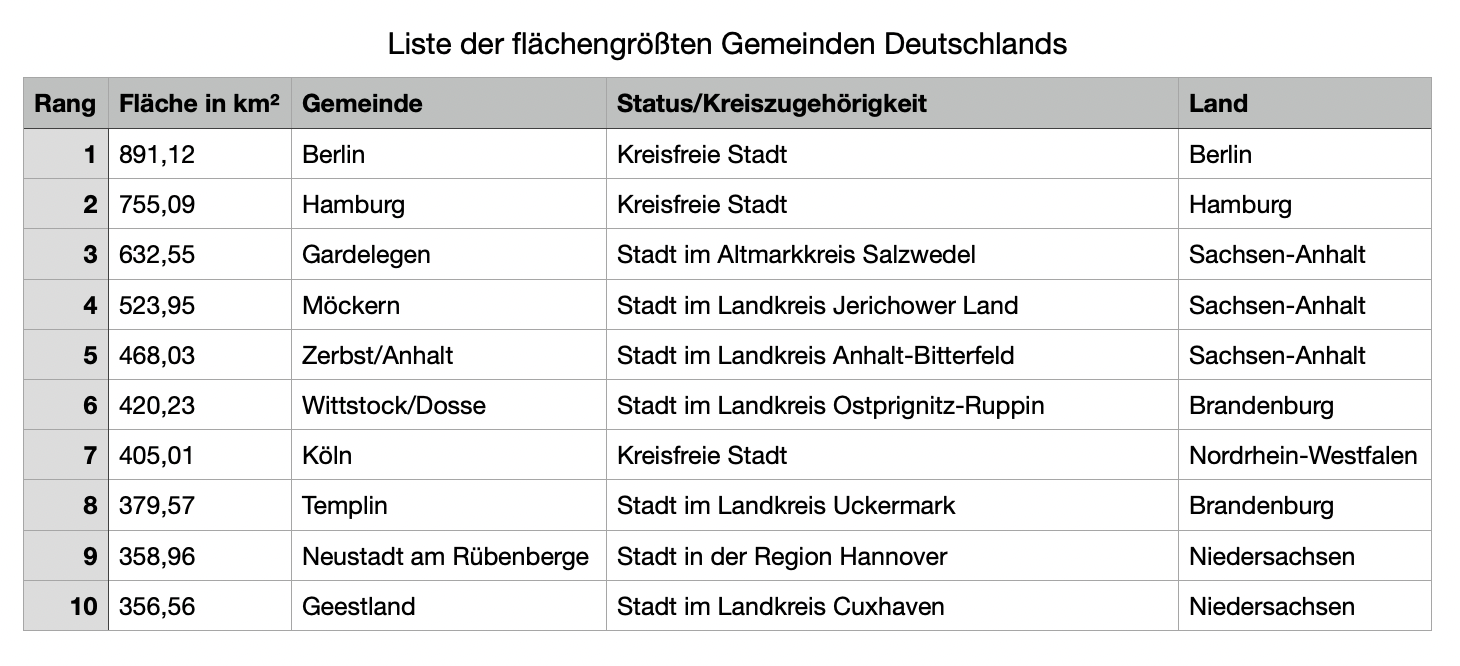 Liste der flächengrößten Gemeinden Deutschlands
Rang Fläche in km² Gemeinde Status/Kreiszugehörigkeit Land
1 891,12 Berlin Kreisfreie Stadt Berlin
2 755,09 Hamburg Kreisfreie Stadt Hamburg
3 632,55 Gardelegen Stadt im Altmarkkreis Salzwedel Sachsen-Anhalt
4 523,95 Möckern Stadt im Landkreis Jerichower Land Sachsen-Anhalt
5 468,03 Zerbst/Anhalt Stadt im Landkreis Anhalt-Bitterfeld Sachsen-Anhalt
6 420,23 Wittstock/Dosse Stadt im Landkreis Ostprignitz-Ruppin Brandenburg
7 405,01 Köln Kreisfreie Stadt Nordrhein-Westfalen
8 379,57 Templin Stadt im Landkreis Uckermark Brandenburg
9 358,96 Neustadt am Rübenberge Stadt in der Region Hannover Niedersachsen
10 356,56 Geestland Stadt im Landkreis Cuxhaven Niedersachsen